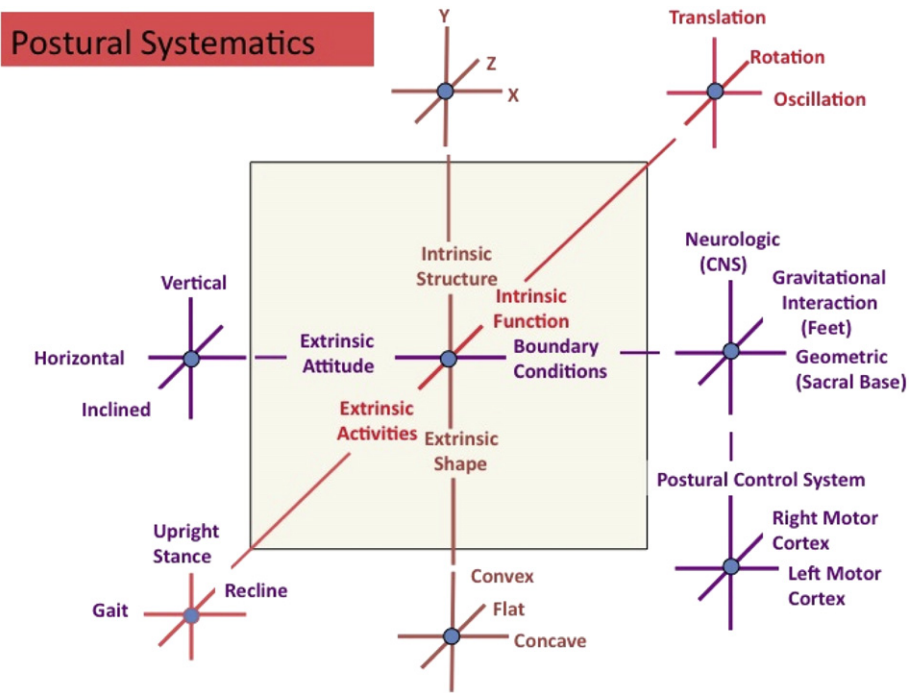 Postural Systematics
Y
Z
X
Translation
Rotation
Oscillation
Intrinsic
Structure
Intrinsic
Function
Extrinsic
Attitude
Boundary
Conditions
Extrinsic
Activities
Extrinsic
Shape
Vertical
Horizontal
Inclined
Neurologic
(CNS)
Gravitational
Interaction
(Feet)
Geometric
(Sacral Base)
Postural Control System
Right Motor
Cortex
Left Motor
Cortex
Upright
Stance
Recline
Gait
Convex
Flat
Concave